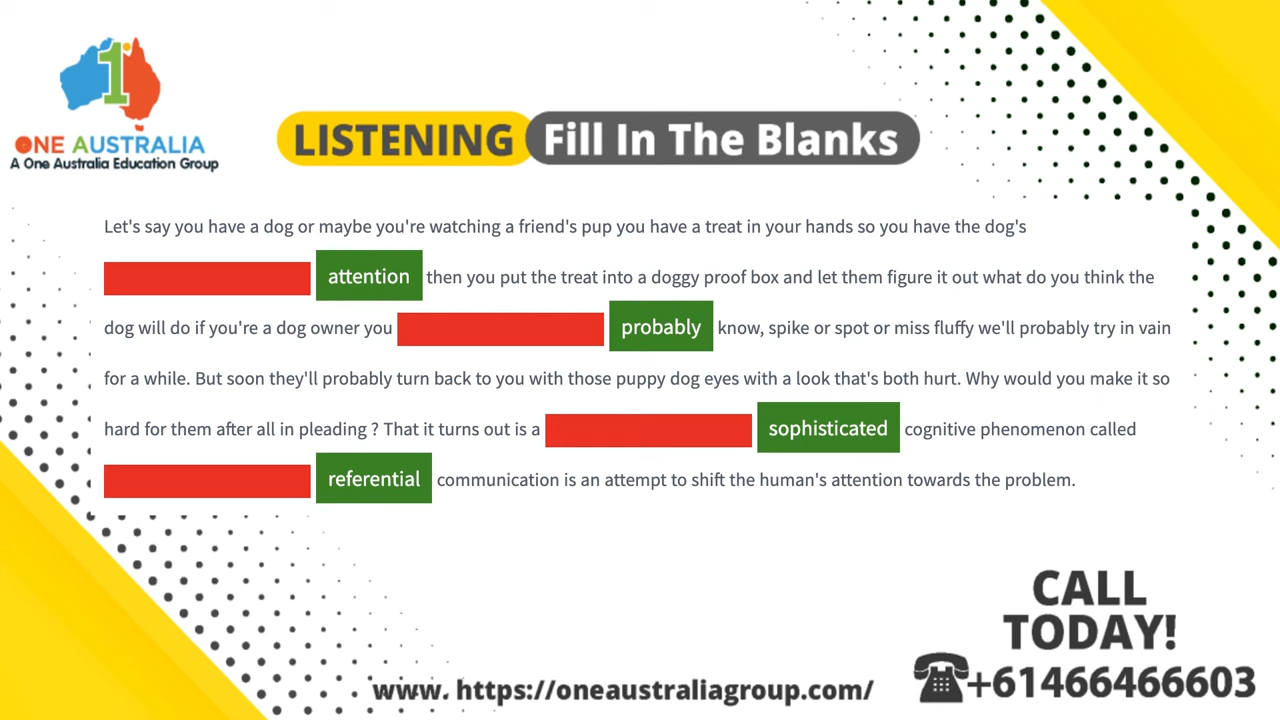 1
ONE AUSTRALIA
A One Australia Education Group
LISTENING Fill In The Blanks
Let's say you have a dog or maybe you're watching a friend's pup you have a treat in your hands so you have the dog's
attention then you put the treat into a doggy proof box and let them figure it out what do you think the
dog will do if you're a dog owner you probably know, spike or spot or miss fluffy we'll probably try in vain
for a while. But soon they'll probably turn back to you with those puppy dog eyes with a look that's both hurt. Why would you make it so
hard for them after all in pleading ? That it turns out is a sophisticated cognitive phenomenon called
referential communication is an attempt to shift the human's attention towards the problem.
CALL
TODAY!
+61466466603
www. https://oneaustraliagroup.com/